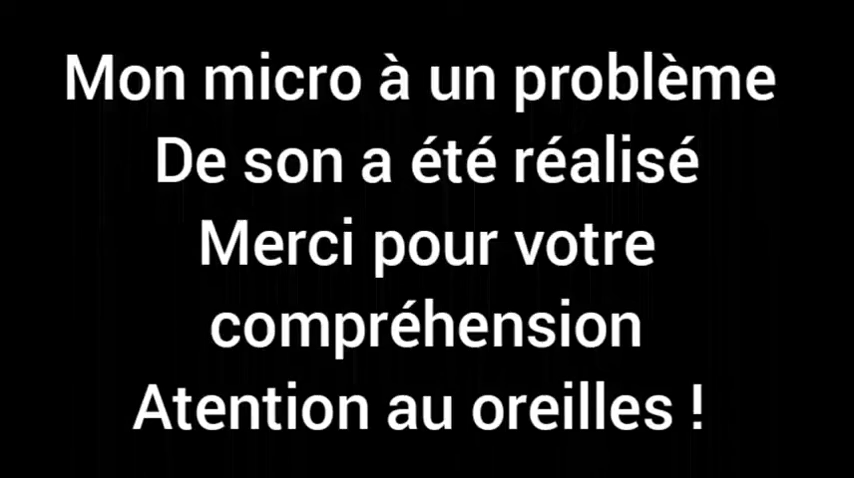 Mon micro à un problème
De son a été réalisé
Merci pour votre
compréhension
Atention au oreilles !